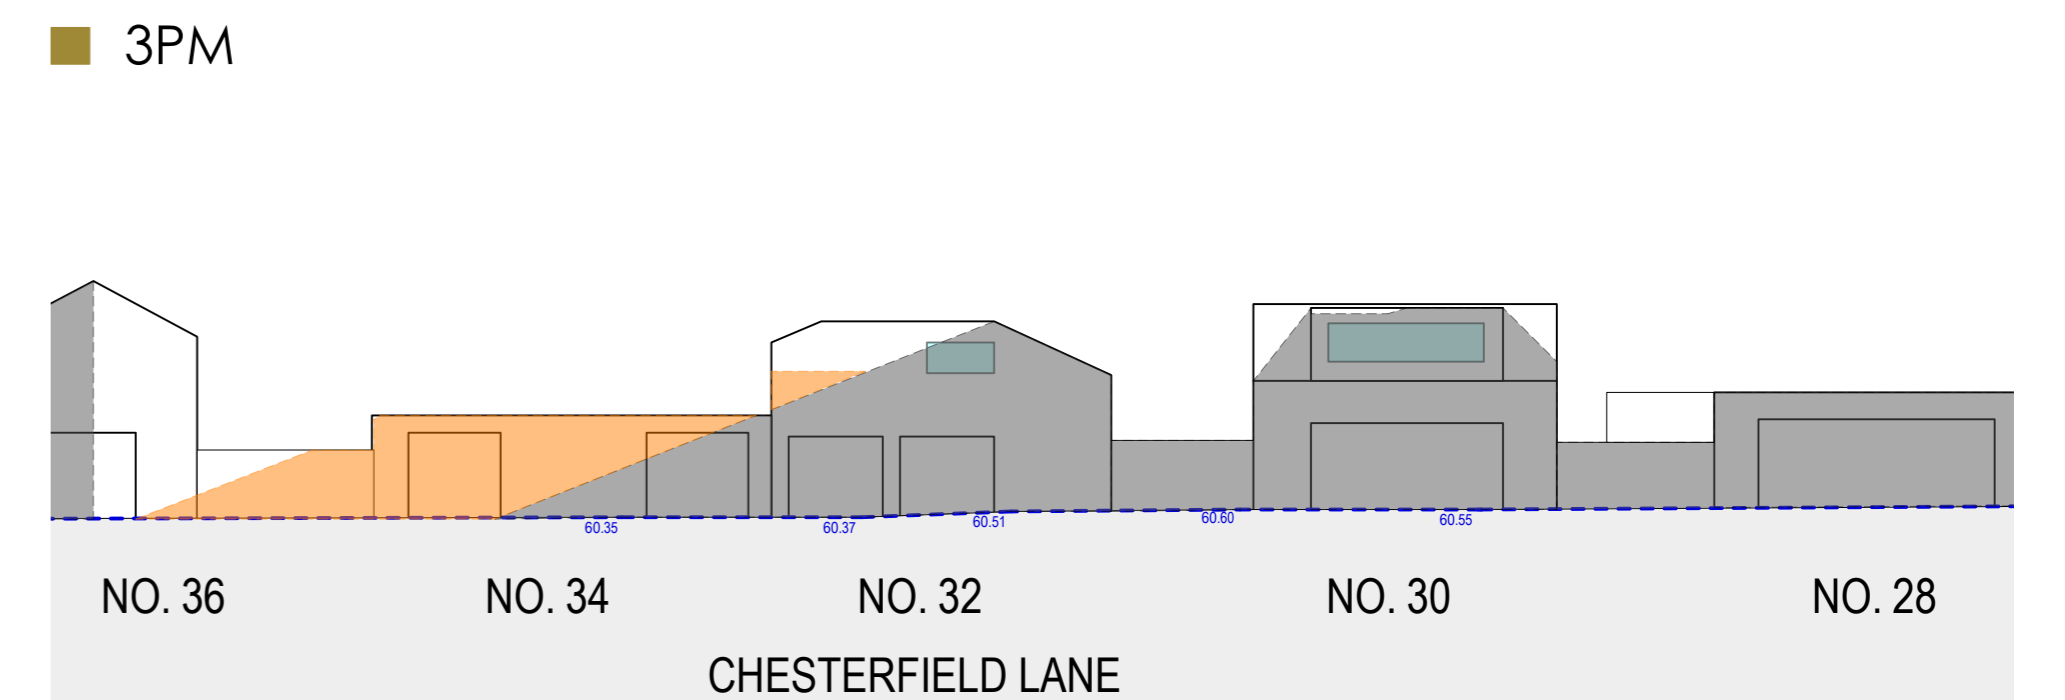 3PM
60.35 60.37 60.51 60.60 60.55
NO. 36 NO. 34 NO. 32 NO. 30 NO. 28
CHESTERFIELD LANE